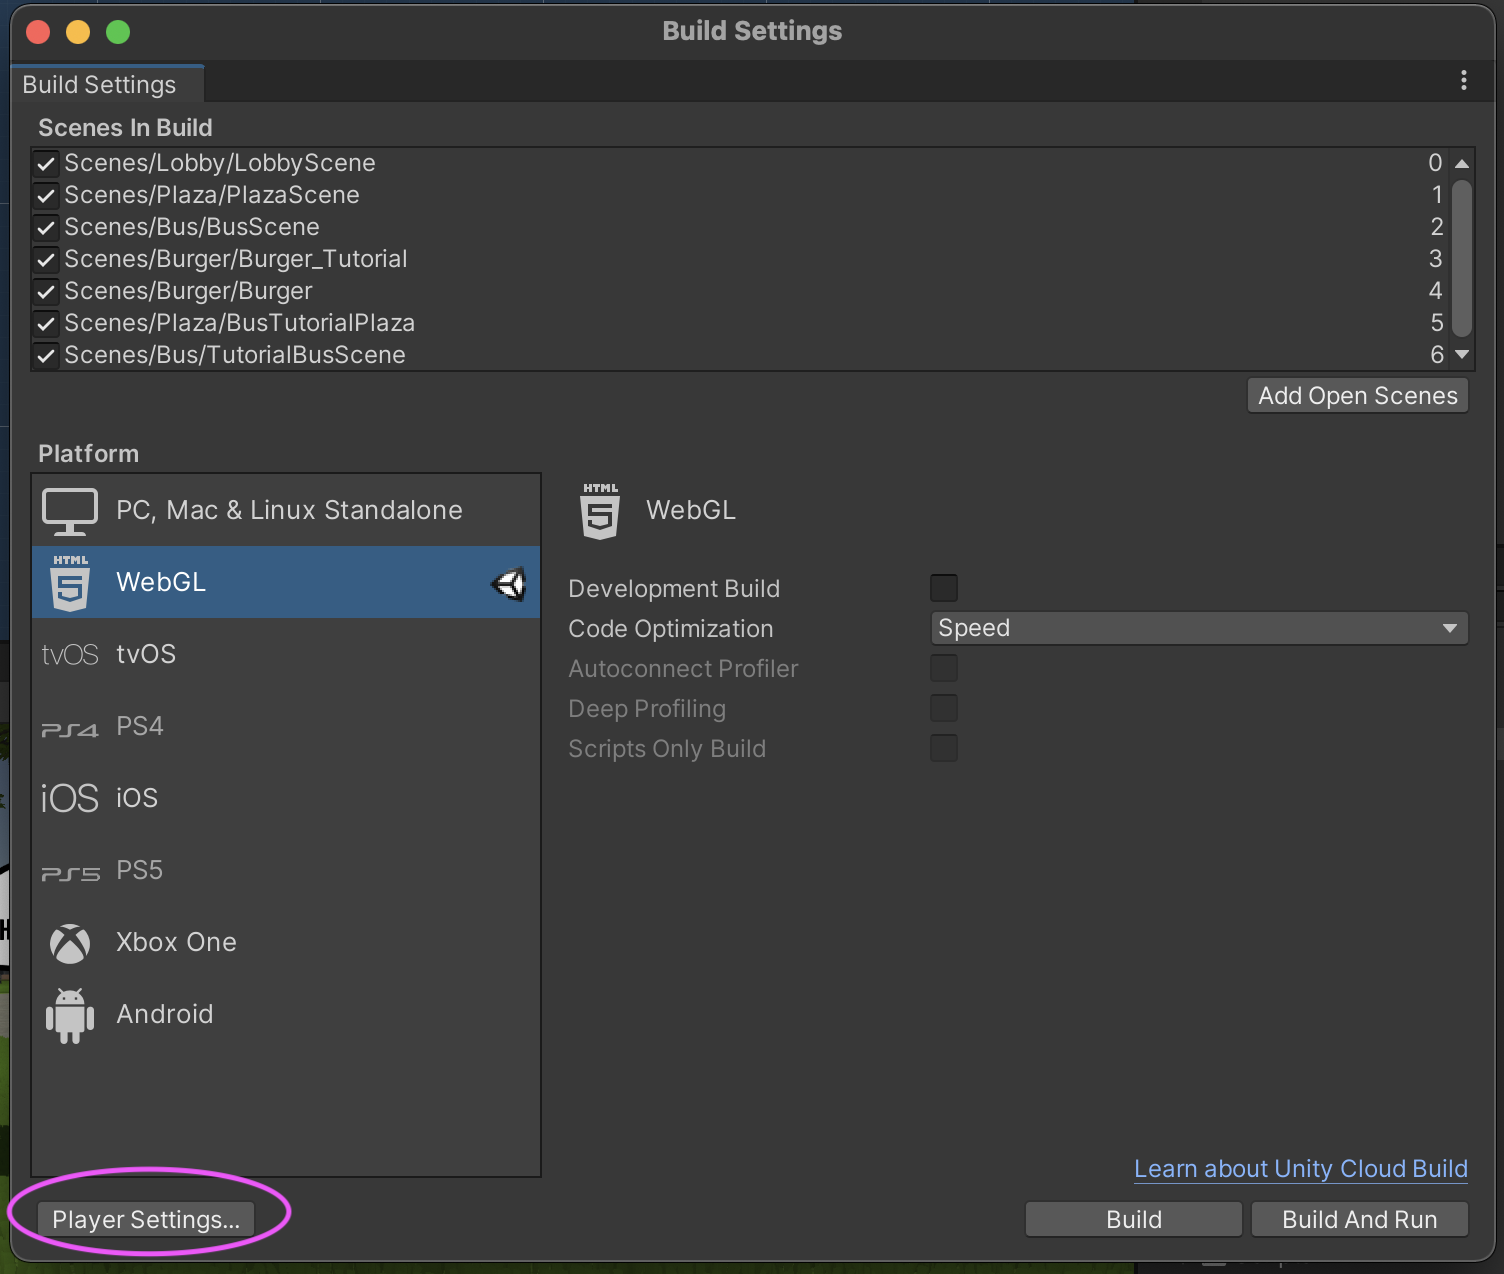 Build Settings
Build Settings
Scenes In Build
Scenes/Lobby/LobbyScene 0
Scenes/Plaza/PlazaScene 1
Scenes/Bus/BusScene 2
Scenes/Burger/Burger_Tutorial 3
Scenes/Burger/Burger 4
Scenes/Plaza/BusTutorialPlaza 5
Scenes/Bus/TutorialBusScene 6
Add Open Scenes
Platform
PC, Mac & Linux Standalone
HTML 5 WebGL
HTML 5 WebGL
tvOS tvOS
PS4 PS4
iOS iOS
PS5 PS5
Xbox One
Android
Development Build
Code Optimization Speed
Autoconnect Profiler
Deep Profiling
Scripts Only Build
Learn about Unity Cloud Build
Player Settings... Build Build And Run